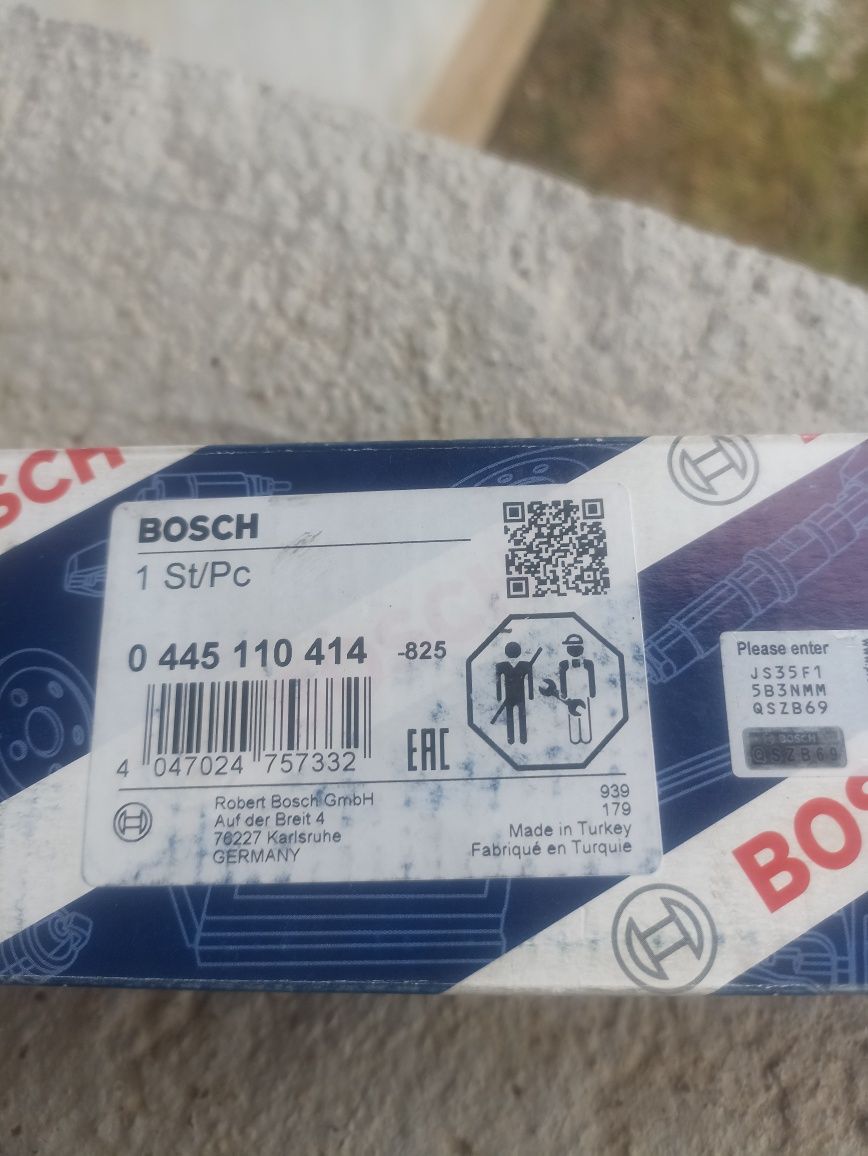 BOSCH
1 St/Pc
0 445 110 414 -825
4 047024 757332
EAC
Robert Bosch GmbH
Auf der Breit 4
76227 Karlsruhe
GERMANY
939
179
Made in Turkey
Fabriqué en Turquie
Please enter
JS35F1
5B3NMM
QSZB69
BOSCH
QSZB69
SCH
BOS